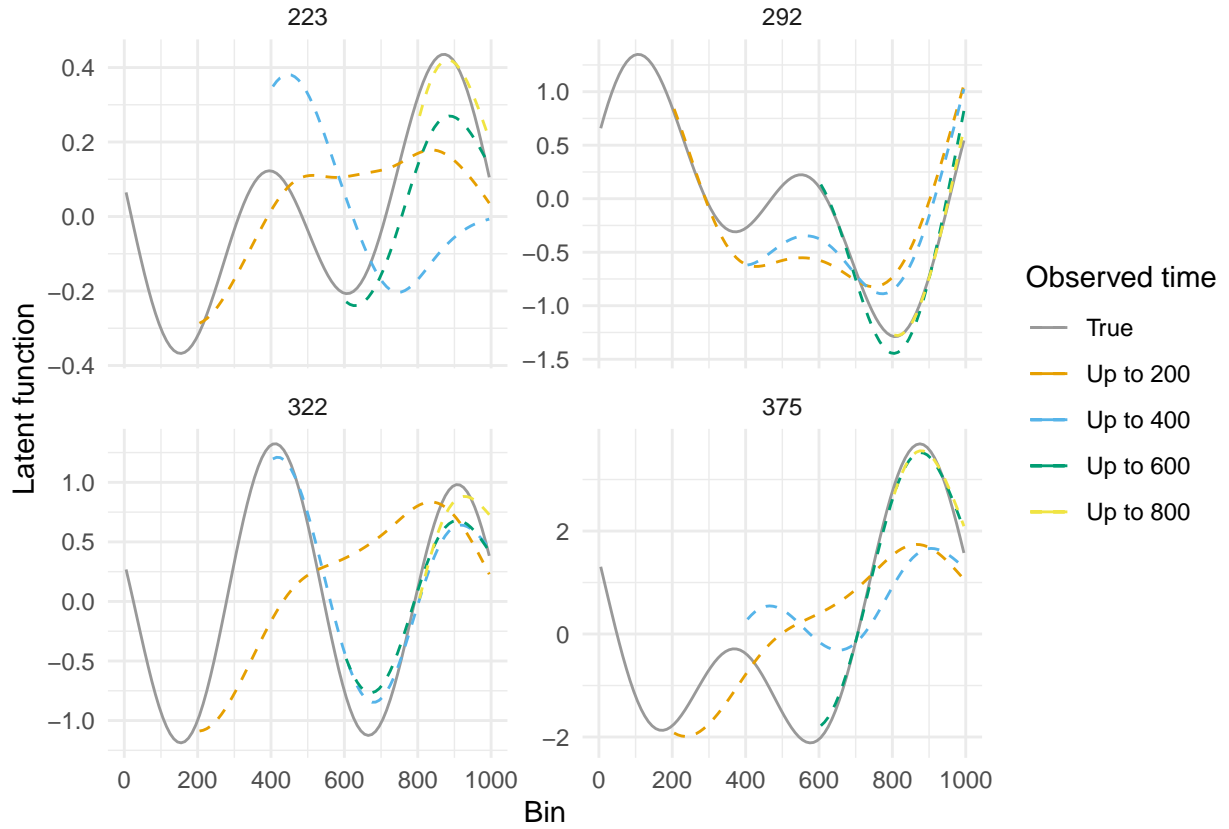 223
292
0.4
0.2
0.0
−0.2
−0.4
1.0
0.5
0.0
−0.5
−1.0
−1.5
322
375
1.0
0.5
0.0
−0.5
−1.0
2
0
−2
0 200 400 600 800 1000
0 200 400 600 800 1000
Bin
Latent function
Observed time
True
Up to 200
Up to 400
Up to 600
Up to 800